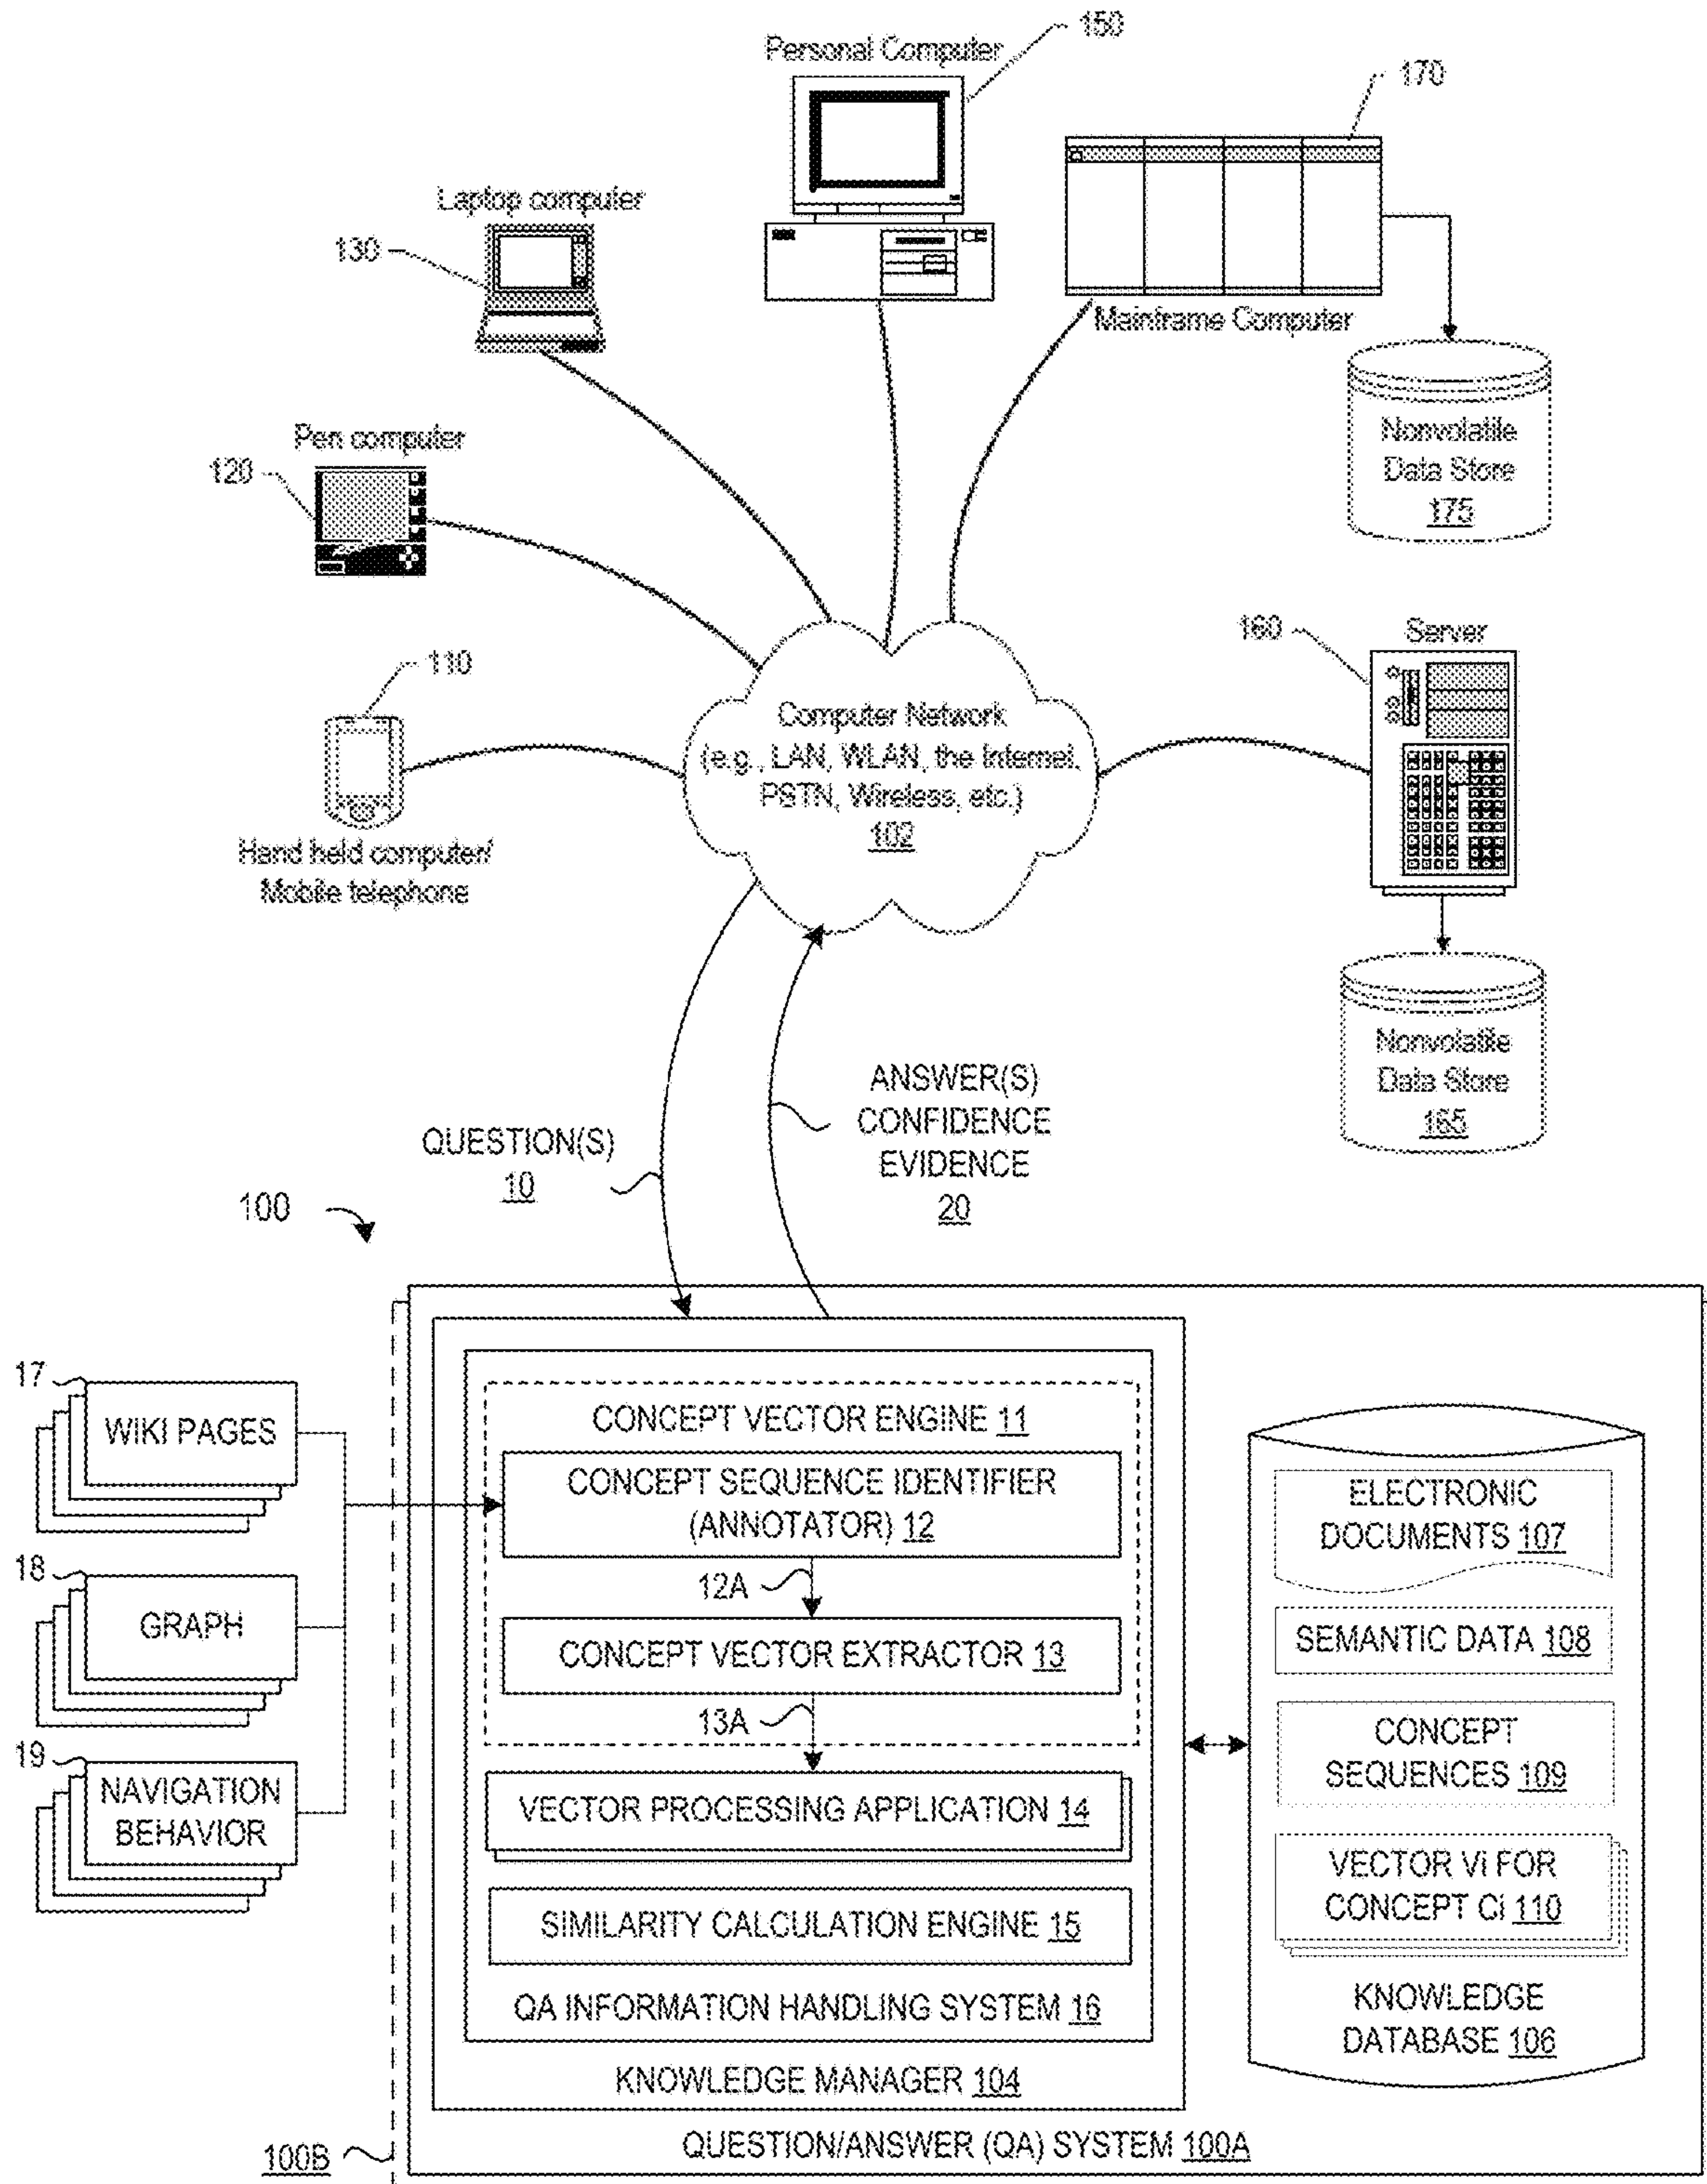 150
Personal Computer
170
Laptop computer
130
Mainframe Computer
Nonvolatile
Data Store
175
Pen computer
120
160
Server
110
Computer Network
(e.g., LAN, WLAN, the Internet,
PSTN, Wireless, etc.)
102
Hand held computer/
Mobile telephone
Nonvolatile
Data Store
165
ANSWER(S)
CONFIDENCE
EVIDENCE
20
QUESTION(S)
10
100
17
WIKI PAGES
18
GRAPH
19
NAVIGATION
BEHAVIOR
CONCEPT VECTOR ENGINE 11
CONCEPT SEQUENCE IDENTIFIER
(ANNOTATOR) 12
12A
CONCEPT VECTOR EXTRACTOR 13
13A
VECTOR PROCESSING APPLICATION 14
SIMILARITY CALCULATION ENGINE 15
QA INFORMATION HANDLING SYSTEM 16
KNOWLEDGE MANAGER 104
ELECTRONIC
DOCUMENTS 107
SEMANTIC DATA 108
CONCEPT
SEQUENCES 109
VECTOR Vi FOR
CONCEPT Ci 110
KNOWLEDGE
DATABASE 106
100B
QUESTION/ANSWER (QA) SYSTEM 100A